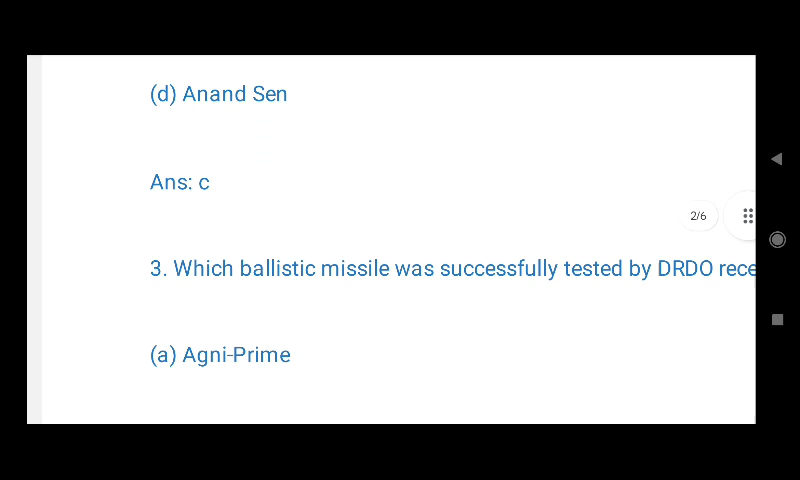 (d) Anand Sen
Ans: c
2/6
3. Which ballistic missile was successfully tested by DRDO rece
(a) Agni-Prime